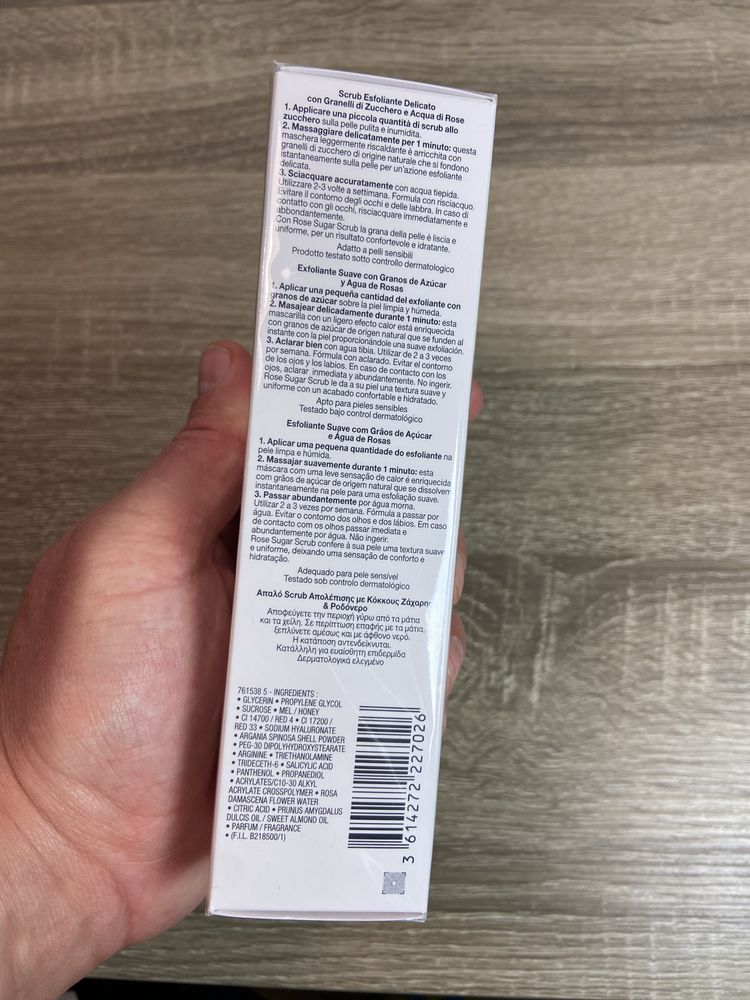 Scrub Esfoliante Delicato
con Granelli di Zucchero e Acqua di Rose
1. Applicare una piccola quantità di scrub allo
zucchero sulla pelle pulita e inumidita.
2. Massaggiare delicatamente per 1 minuto: questa
maschera leggermente riscaldante è arricchita con
granelli di zucchero di origine naturale che si fondono
istantaneamente sulla pelle per un'azione esfoliante
delicata.
3. Sciacquare accuratamente con acqua tiepida.
Utilizzare 2-3 volte a settimana. Formula con risciacquo.
Evitare il contorno degli occhi e delle labbra. In caso di
contatto con gli occhi, risciacquare immediatamente e
abbondantemente.
Con Rose Sugar Scrub la grana della pelle è liscia e
uniforme, per un risultato confortevole e idratante.
Adatto a pelli sensibili
Prodotto testato sotto controllo dermatologico
Exfoliante Suave con Granos de Azúcar
y Agua de Rosas
1. Aplicar una pequeña cantidad del exfoliante con
granos de azúcar sobre la piel limpia y húmeda.
2. Masajear delicadamente durante 1 minuto: esta
mascarilla con un ligero efecto calor está enriquecida
con granos de azúcar de origen natural que se funden al
instante con la piel proporcionándole una suave exfoliación.
3. Aclarar bien con agua tibia. Utilizar de 2 a 3 veces
por semana. Fórmula con aclarado. Evitar el contorno
de los ojos y los labios. En caso de contacto con los
ojos, aclarar inmediata y abundantemente. No ingerir.
Rose Sugar Scrub le da a su piel una textura suave y
uniforme con un acabado confortable e hidratado.
Apto para pieles sensibles
Testado bajo control dermatológico
Esfoliante Suave com Grãos de Açúcar
e Água de Rosas
1. Aplicar uma pequena quantidade do esfoliante na
pele limpa e húmida.
2. Massajar suavemente durante 1 minuto: esta
máscara com uma leve sensação de calor é enriquecida
com grãos de açúcar de origem natural que se dissolvem
instantaneamente na pele para uma esfoliação suave.
3. Passar abundantemente por água morna.
Utilizar 2 a 3 vezes por semana. Fórmula a passar por
água. Evitar o contorno dos olhos e dos lábios. Em caso
de contacto com os olhos passar imediata e
abundantemente por água. Não ingerir.
Rose Sugar Scrub confere à sua pele uma textura suave
e uniforme, deixando uma sensação de conforto e
hidratação.
Adequado para pele sensível
Testado sob controlo dermatológico
Απαλό Scrub Απολέπισης με Κόκκους Ζάχαρης
& Ροδόνερο
Αποφεύγετε την περιοχή γύρω από τα μάτια
και τα χείλη. Σε περίπτωση επαφής με τα μάτια,
ξεπλύνετε αμέσως και με άφθονο νερό.
Η κατάποση αντενδείκνυται.
Κατάλληλη για ευαίσθητη επιδερμίδα
Δερματολογικά ελεγμένο
761538 5 - INGREDIENTS :
• GLYCERIN • PROPYLENE GLYCOL
• SUCROSE • MEL / HONEY
• CI 14700 / RED 4 • CI 17200 /
RED 33 • SODIUM HYALURONATE
• ARGANIA SPINOSA SHELL POWDER
• PEG-30 DIPOLYHYDROXYSTEARATE
• ARGININE • TRIETHANOLAMINE
• TRIDECETH-6 • SALICYLIC ACID
• PANTHENOL • PROPANEDIOL
• ACRYLATES/C10-30 ALKYL
ACRYLATE CROSSPOLYMER • ROSA
DAMASCENA FLOWER WATER
• CITRIC ACID • PRUNUS AMYGDALUS
DULCIS OIL / SWEET ALMOND OIL
• PARFUM / FRAGRANCE
• (F.I.L. B218500/1)
3 614272 227026